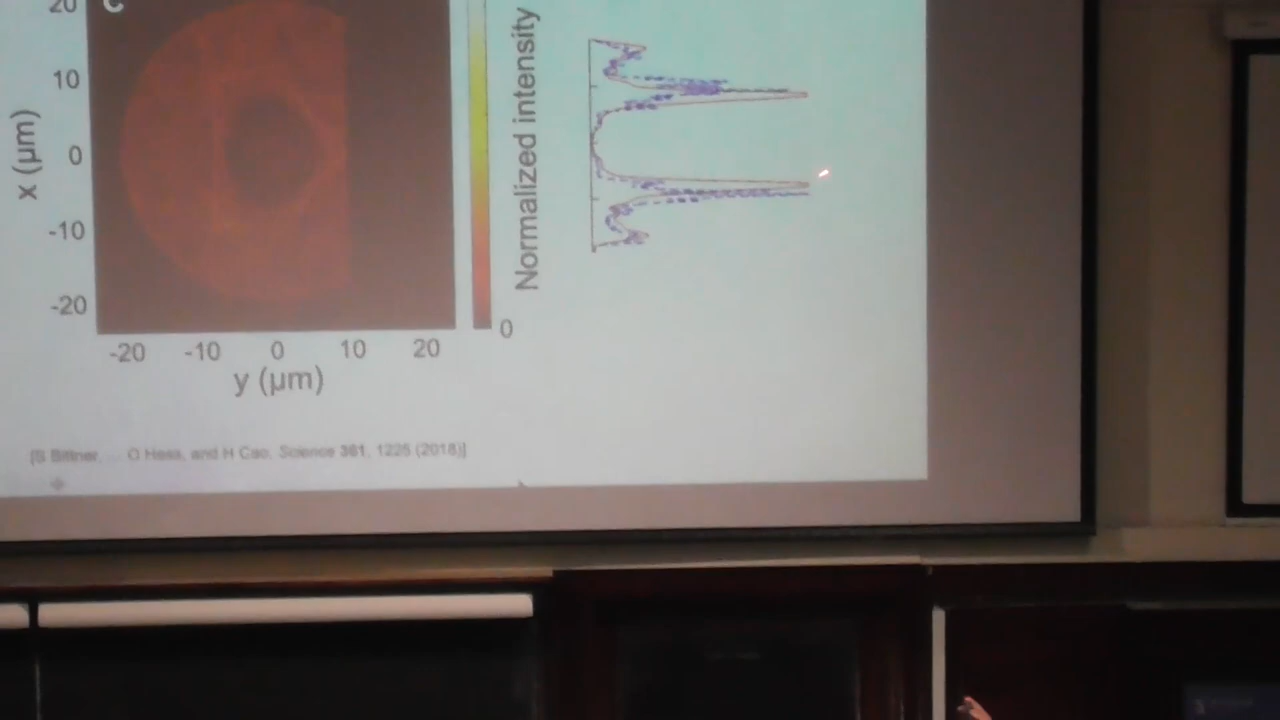 20
C
10
0
-10
-20
x (µm)
-20 -10 0 10 20
y (µm)
0
Normalized intensity
[S Bittner, ... O Hess, and H Cao, Science 361, 1225 (2018)]